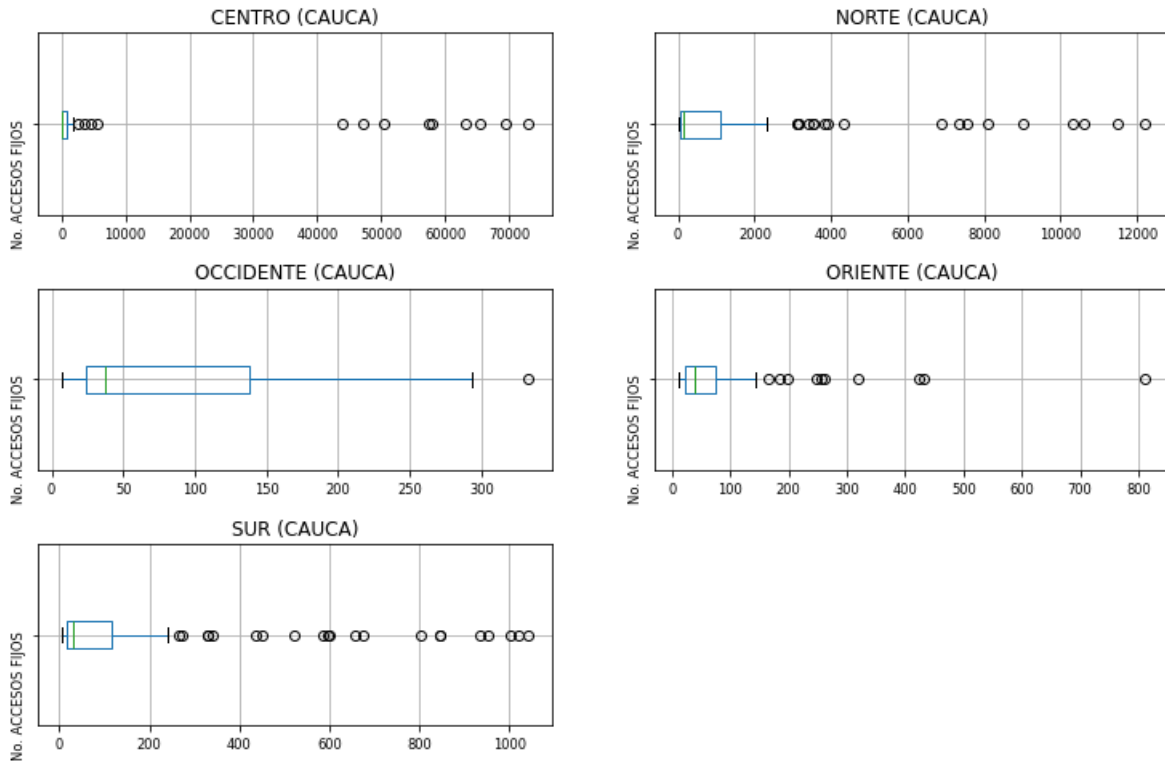 CENTRO (CAUCA)
No. ACCESOS FIJOS
0 10000 20000 30000 40000 50000 60000 70000
NORTE (CAUCA)
No. ACCESOS FIJOS
0 2000 4000 6000 8000 10000 12000
OCCIDENTE (CAUCA)
No. ACCESOS FIJOS
0 50 100 150 200 250 300
ORIENTE (CAUCA)
No. ACCESOS FIJOS
0 100 200 300 400 500 600 700 800
SUR (CAUCA)
No. ACCESOS FIJOS
0 200 400 600 800 1000